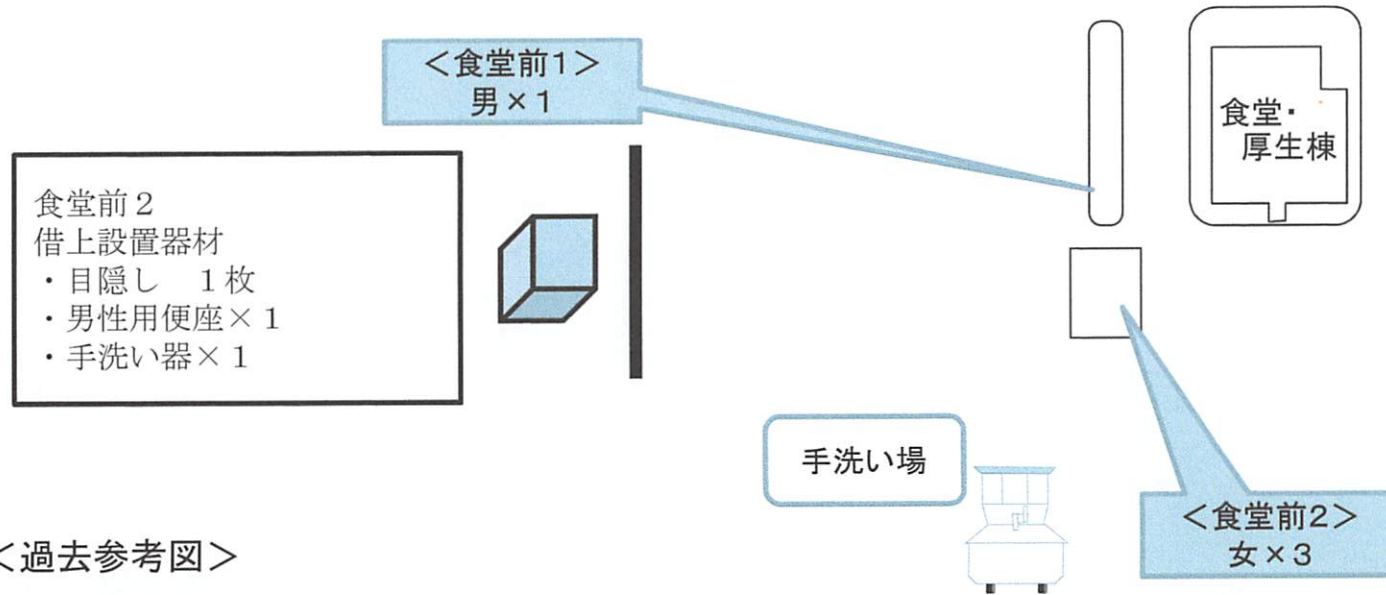 ＜食堂前1＞
男×1
食堂・
厚生棟
食堂前２
借上設置器材
・目隠し　１枚
・男性用便座×１
・手洗い器×１
手洗い場
＜食堂前2＞
女×3
＜過去参考図＞